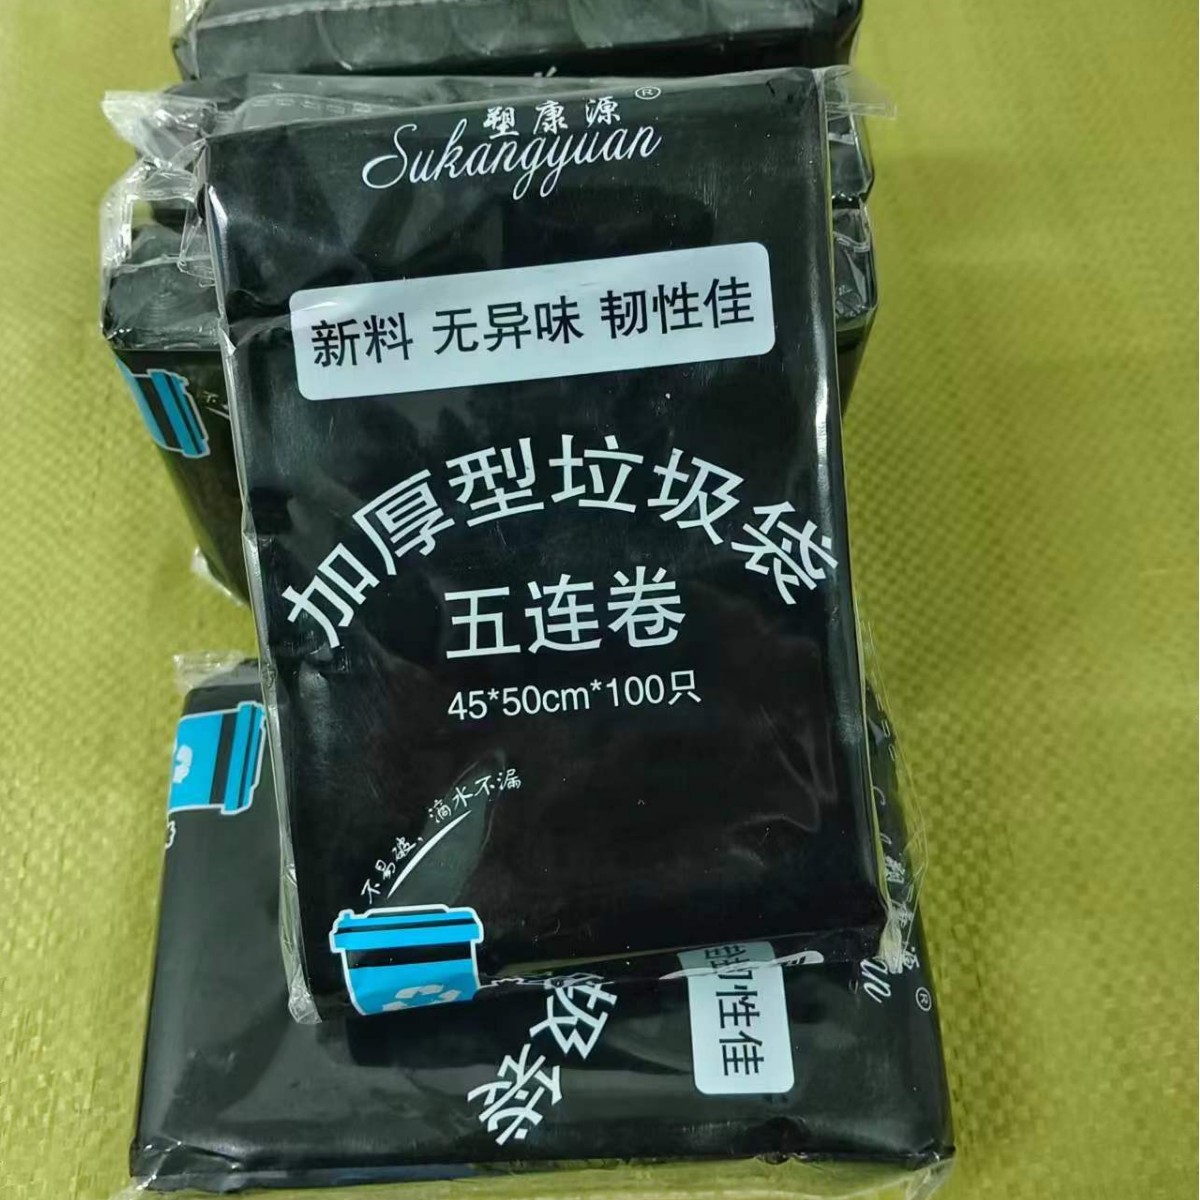 塑康源®
Sukangyuan
新料 无异味 韧性佳
加厚型垃圾袋
五连卷
45*50cm*100只
不易破、滴水不漏
韧性佳
圾袋